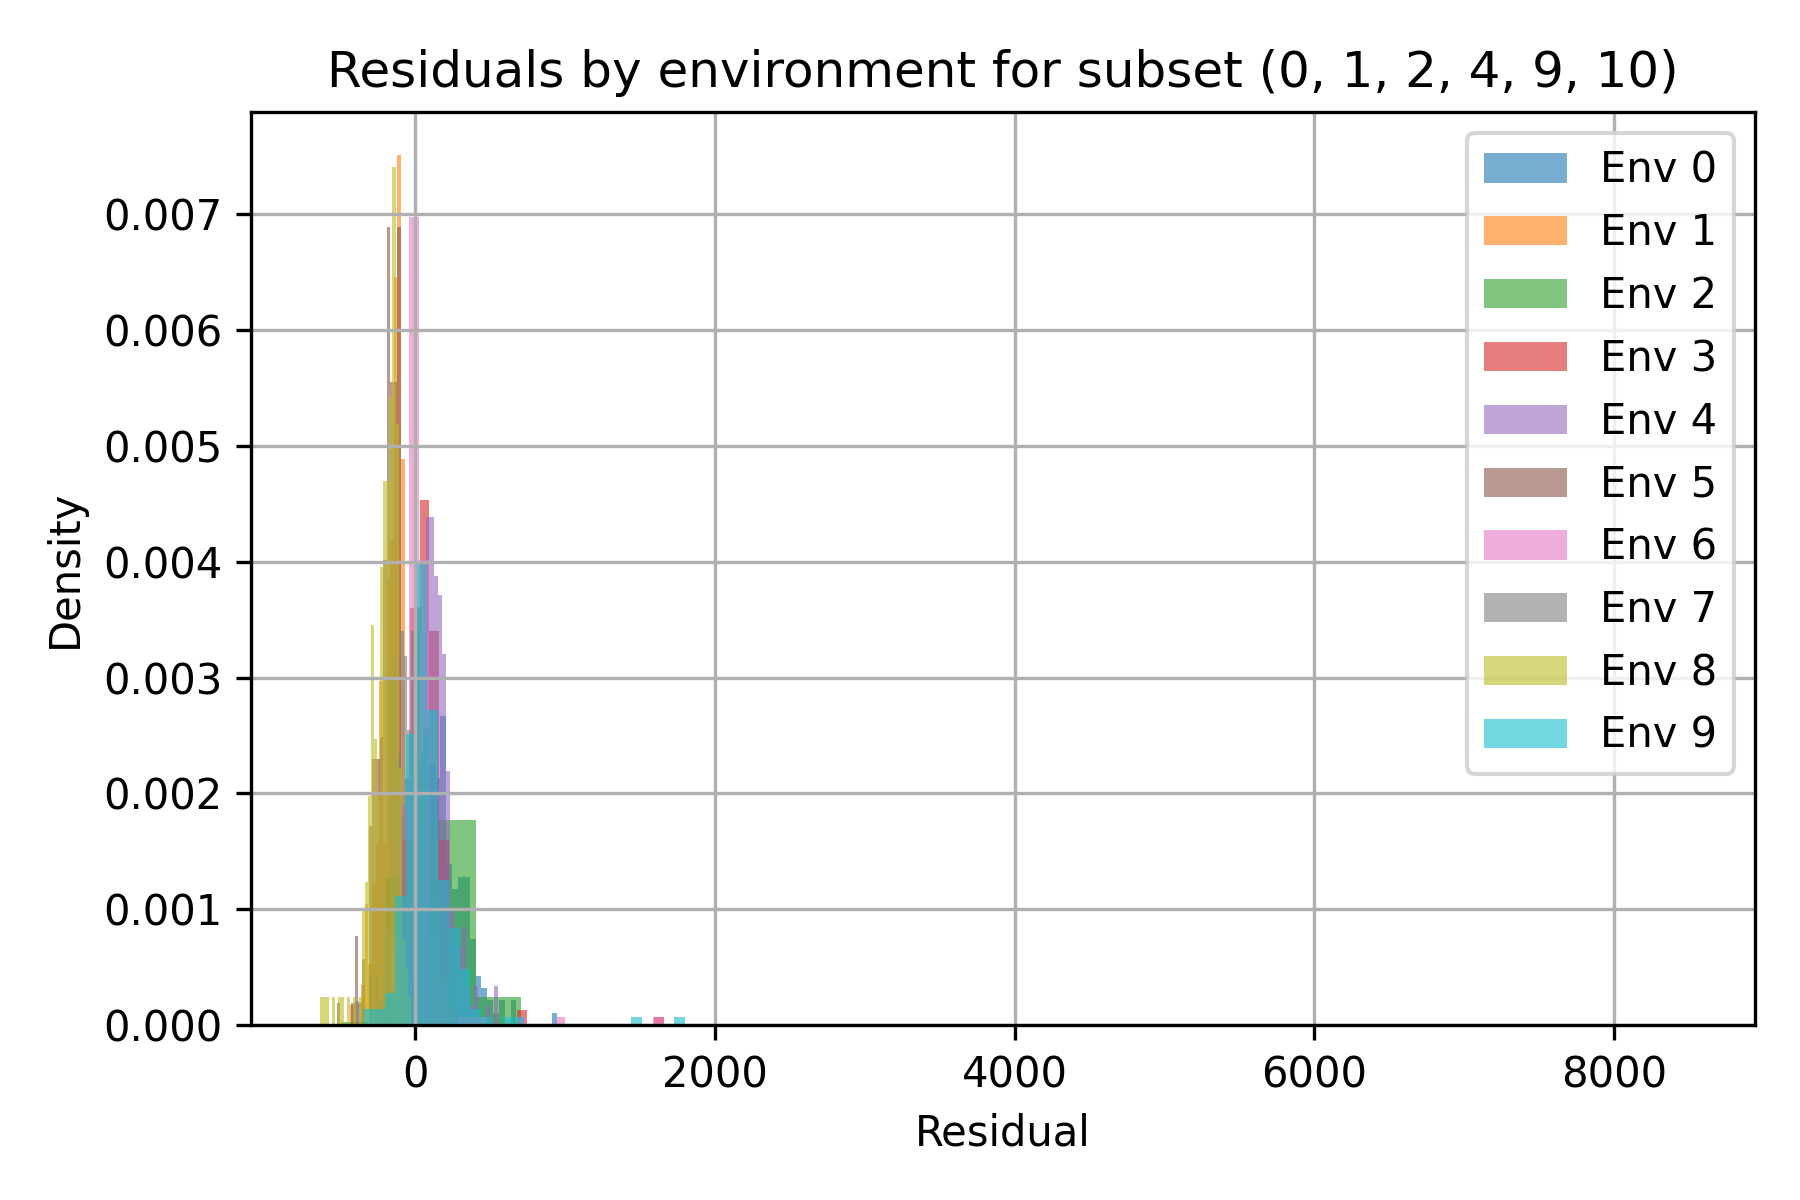 Residuals by environment for subset (0, 1, 2, 4, 9, 10)
Density
0.007
0.006
0.005
0.004
0.003
0.002
0.001
0.000
0
2000
4000
6000
8000
Residual
Env 0
Env 1
Env 2
Env 3
Env 4
Env 5
Env 6
Env 7
Env 8
Env 9